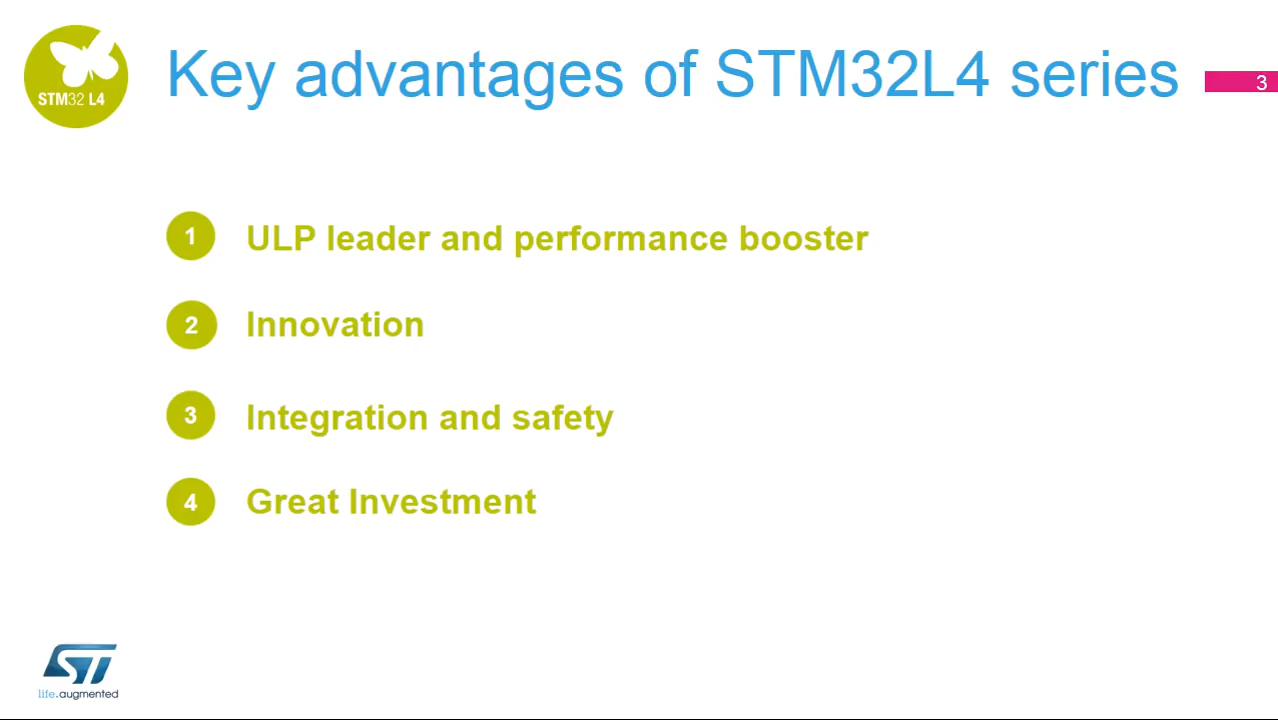 STM32 L4
Key advantages of STM32L4 series
3
1 ULP leader and performance booster
2 Innovation
3 Integration and safety
4 Great Investment
ST
life.augmented